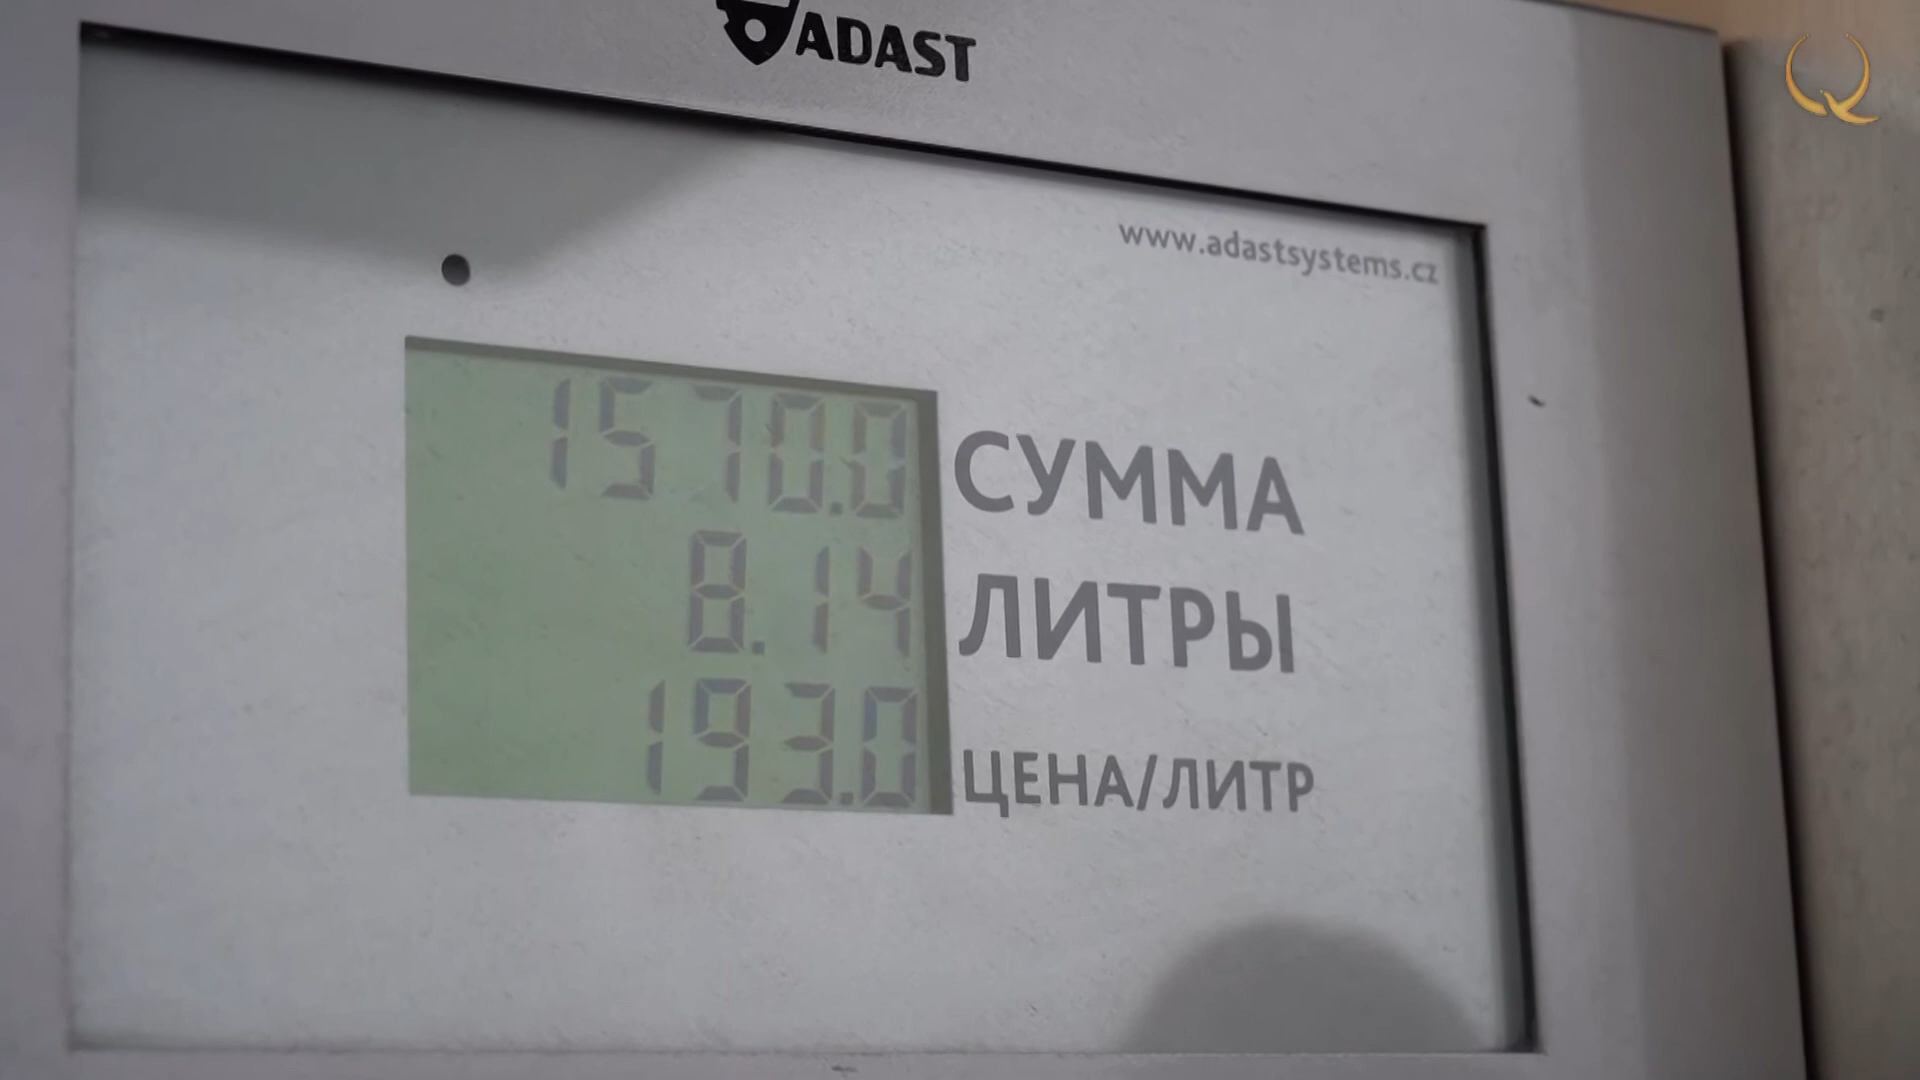 ADAST
www.adastsystems.cz
1570.0 СУММА
8.14 ЛИТРЫ
193.0 ЦЕНА/ЛИТР